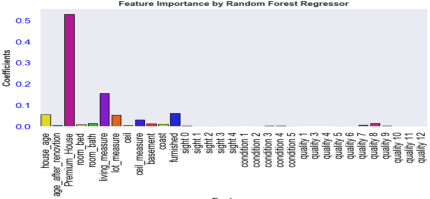 Feature Importance by Random Forest Regressor
Coefficients
0.5
0.4
0.3
0.2
0.1
0.0
house_age
age_after_renovtion
Premium_House
room_bed
room_bath
living_measure
lot_measure
ceil
ceil_measure
basement
coast
furnished
sight 0
sight 1
sight 2
sight 3
sight 4
condition 1
condition 2
condition 3
condition 4
condition 5
quality 1
quality 3
quality 4
quality 5
quality 6
quality 7
quality 8
quality 9
quality 10
quality 11
quality 12